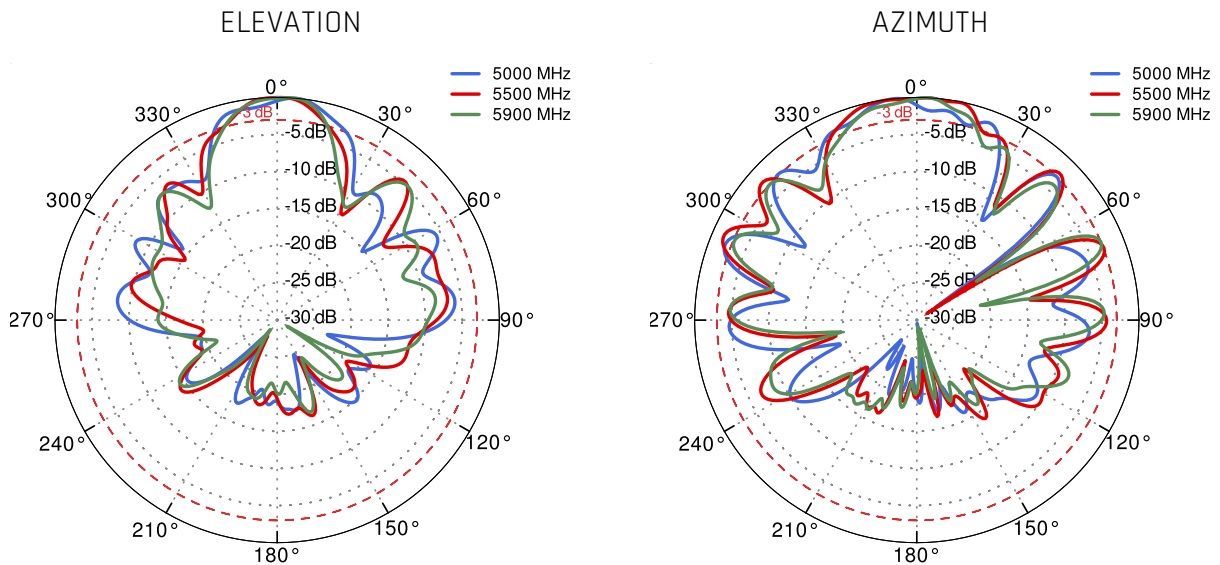 ELEVATION
5000 MHz
5500 MHz
5900 MHz
0°
30°
60°
90°
120°
150°
180°
210°
240°
270°
300°
330°
-3 dB
-5 dB
-10 dB
-15 dB
-20 dB
-25 dB
-30 dB
AZIMUTH
5000 MHz
5500 MHz
5900 MHz
0°
30°
60°
90°
120°
150°
180°
210°
240°
270°
300°
330°
-3 dB
-5 dB
-10 dB
-15 dB
-20 dB
-25 dB
-30 dB